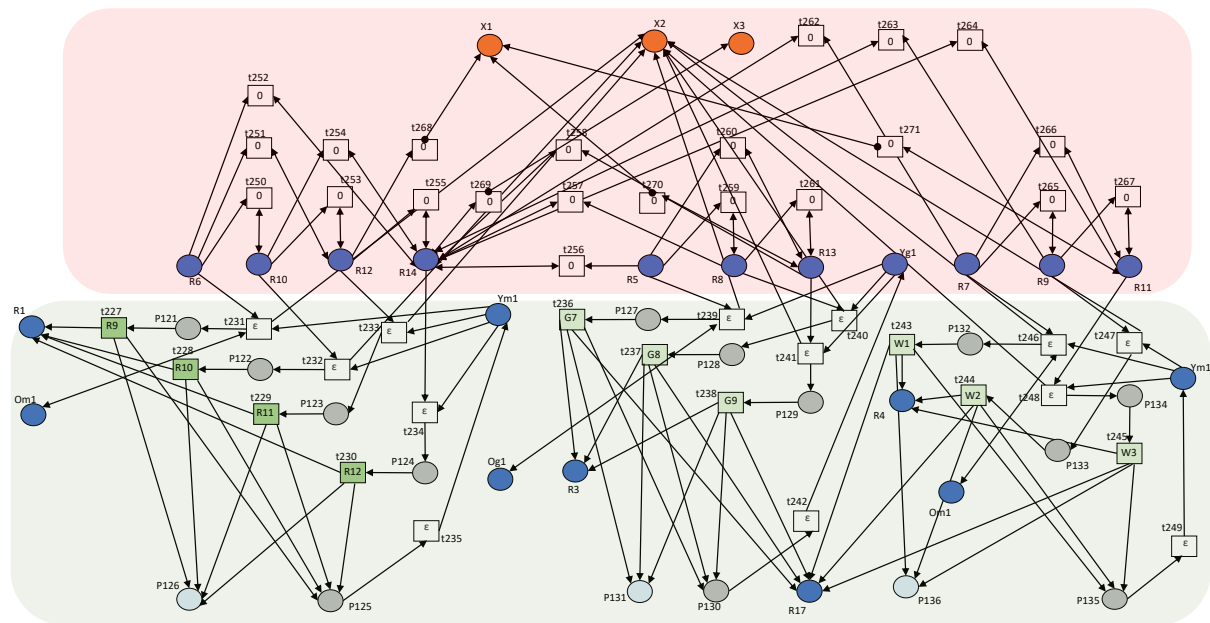 X1 X2 X3 t262 t263 t264
0 0 0
t252
0
t251 t254 t268 t258 t260 t271 t266
0 0 0 0 0 0 0
t250 t253 t255 t269 t257 t270 t259 t261 t265 t267
0 0 0 0 0 0 0 0 0 0
R6 R10 R12 R14 t256 R5 R8 R13 Yg1 R7 R9 R11
0
R1 t227 P121 t231 t233 Ym1 t236 P127 t239 t240 t243 P132 t246 t247
R9 ε ε G7 ε ε W1 ε ε
t228 P122 t232 t237 P128 t241 Ym1
R10 ε G8 ε
Om1 t229 P123 t234 t238 P129 R4 t244 t248 P134
R11 ε G9 W2 ε
t230 P124 Og1 R3 P133 t245
R12 W3
t235 t242 Om1 t249
ε ε ε
P126 P125 P131 P130 R17 P136 P135